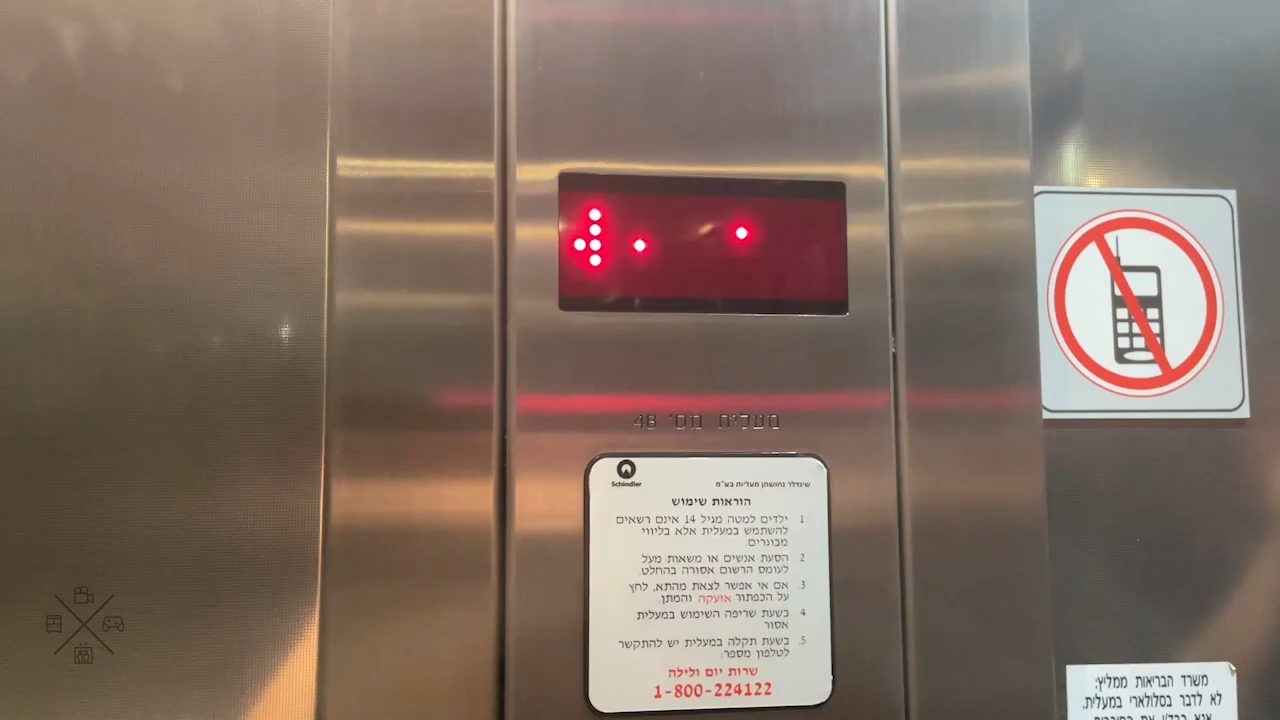 מעלית מס' 4B
Schindler
שינדלר נחושתן מעליות בע"מ
הוראות שימוש
1 ילדים למטה מגיל 14 אינם רשאים
להשתמש במעלית אלא בליווי
מבוגרים.
2 הסעת אנשים או משאות מעל
לעומס הרשום אסורה בהחלט.
3 אם אי אפשר לצאת מהתא, לחץ
על הכפתור אזעקה והמתן.
4. בשעת שריפה השימוש במעלית
אסור
5. בשעת תקלה במעלית יש להתקשר
לטלפון מספר:
שרות יום ולילה
1-800-224122
משרד הבריאות ממליץ:
לא לדבר בסלולארי במעלית.